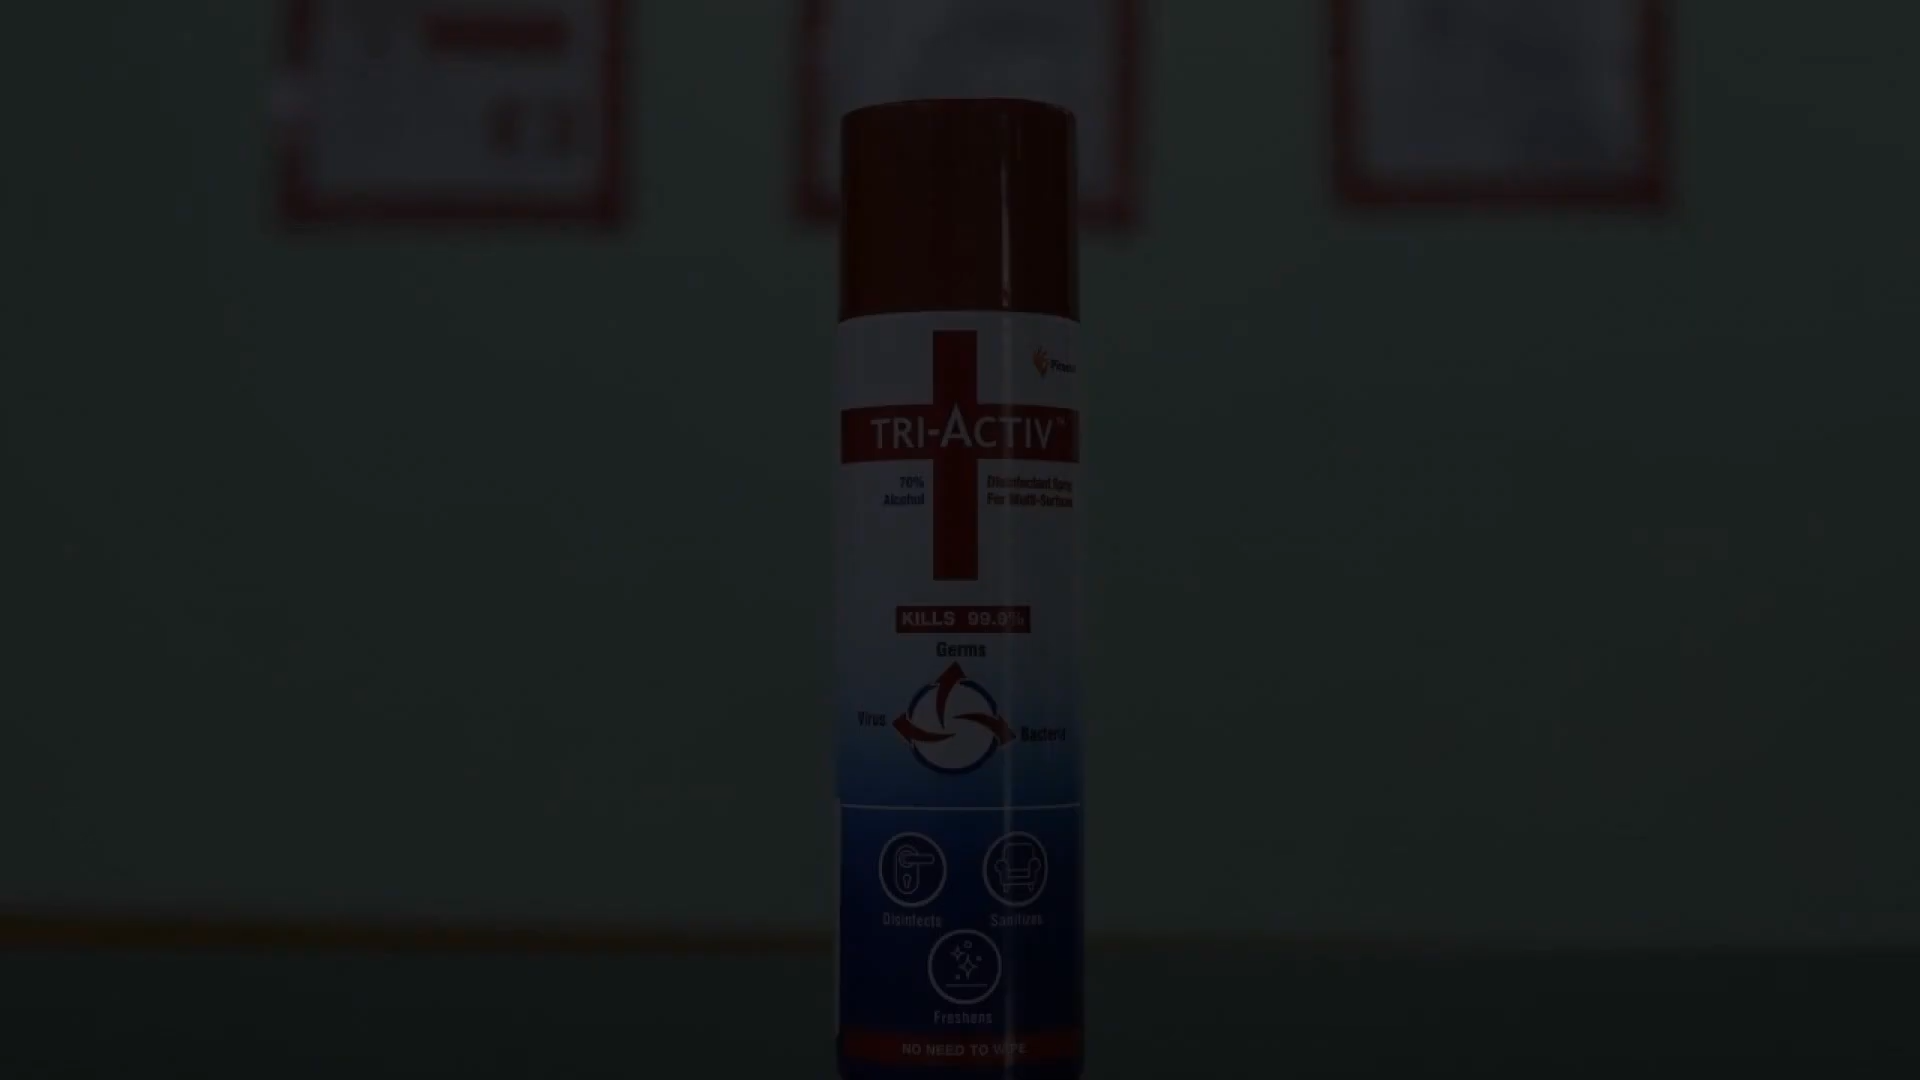 TRI-ACTIV™
70%
Alcohol
Disinfectant Spray
For Multi-Surface
KILLS 99.9%
Germs
Virus
Bacteria
Disinfects
Sanitizes
Freshens
NO NEED TO WIPE